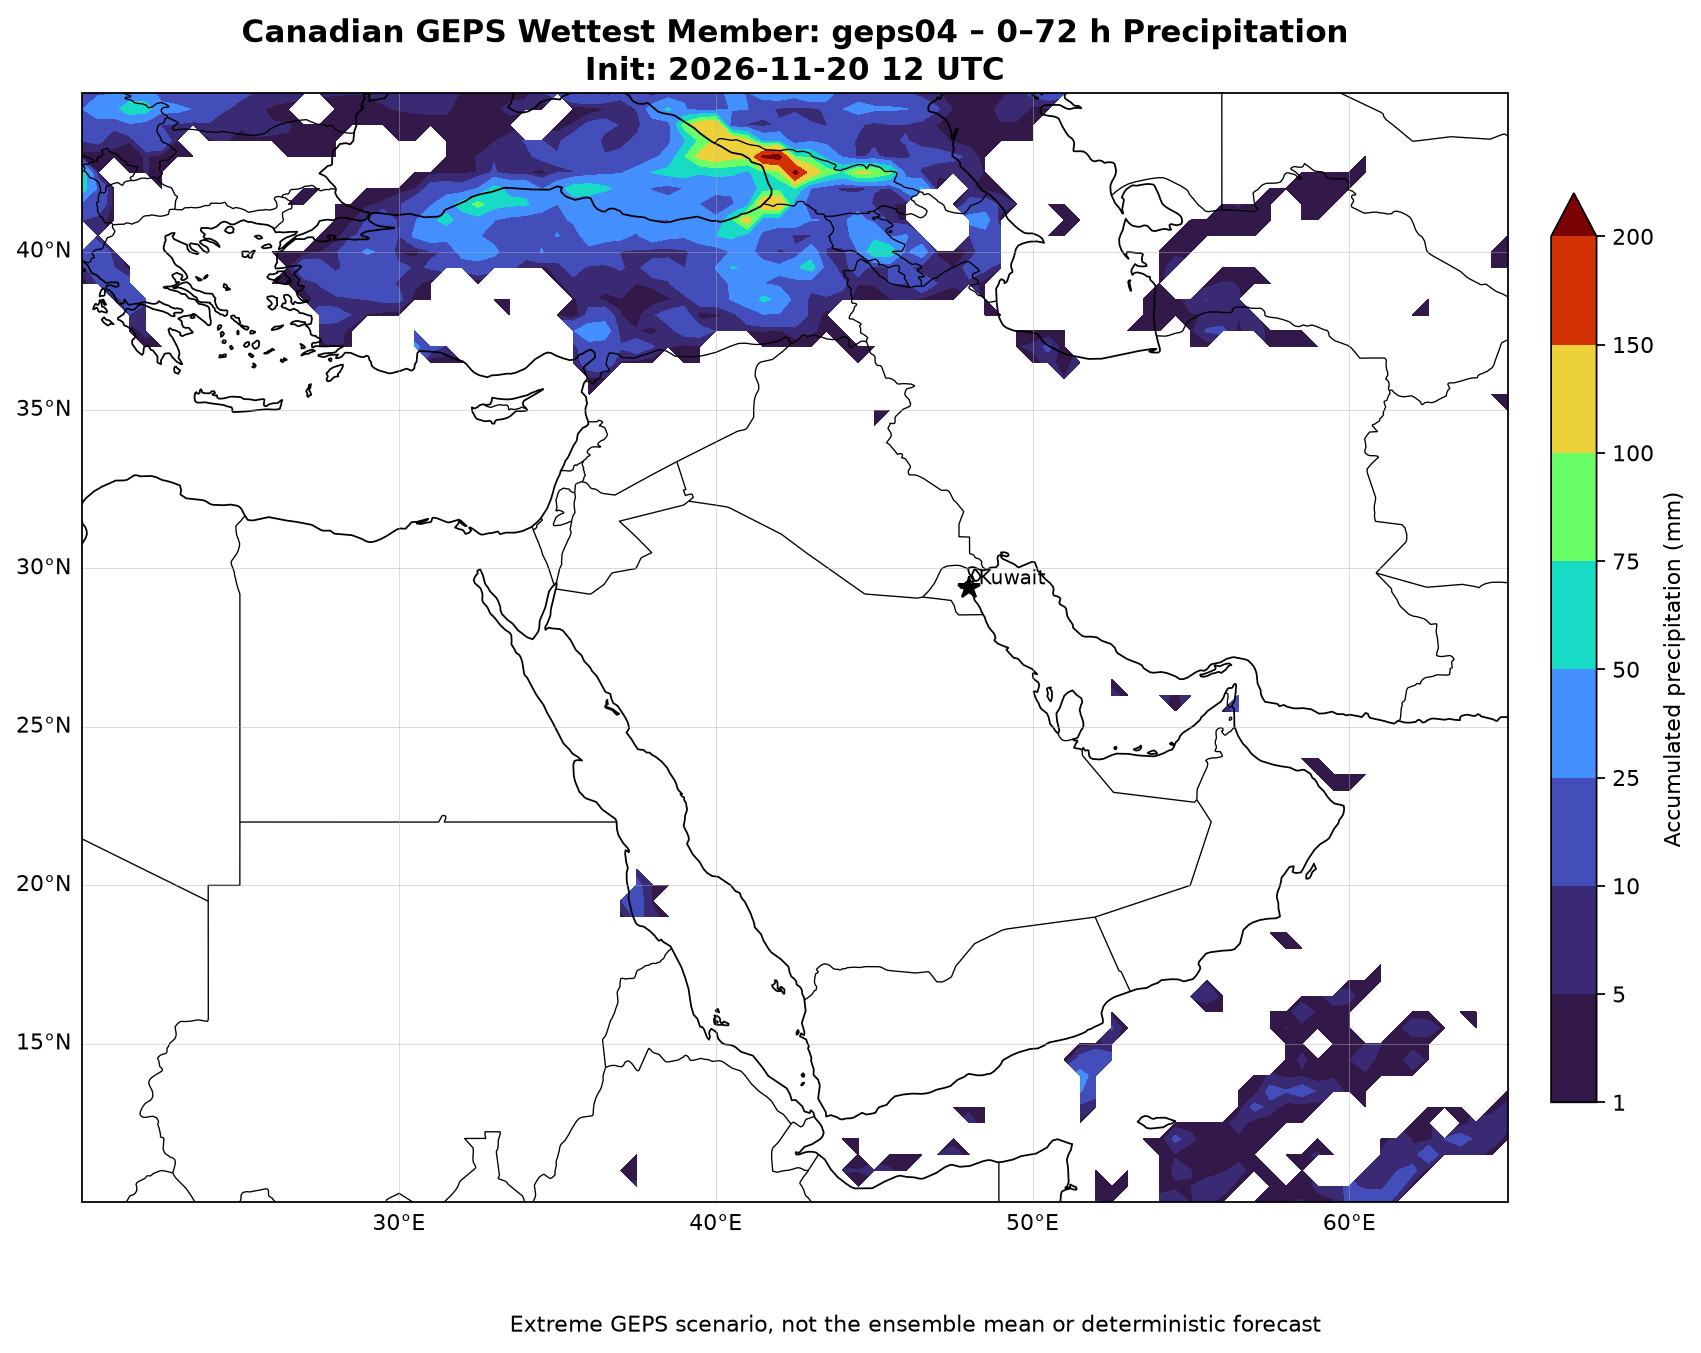 Canadian GEPS Wettest Member: geps04 – 0–72 h Precipitation
Init: 2026-11-20 12 UTC
40°N
35°N
30°N
25°N
20°N
15°N
30°E
40°E
50°E
60°E
Kuwait
200
150
100
75
50
25
10
5
1
Accumulated precipitation (mm)
Extreme GEPS scenario, not the ensemble mean or deterministic forecast